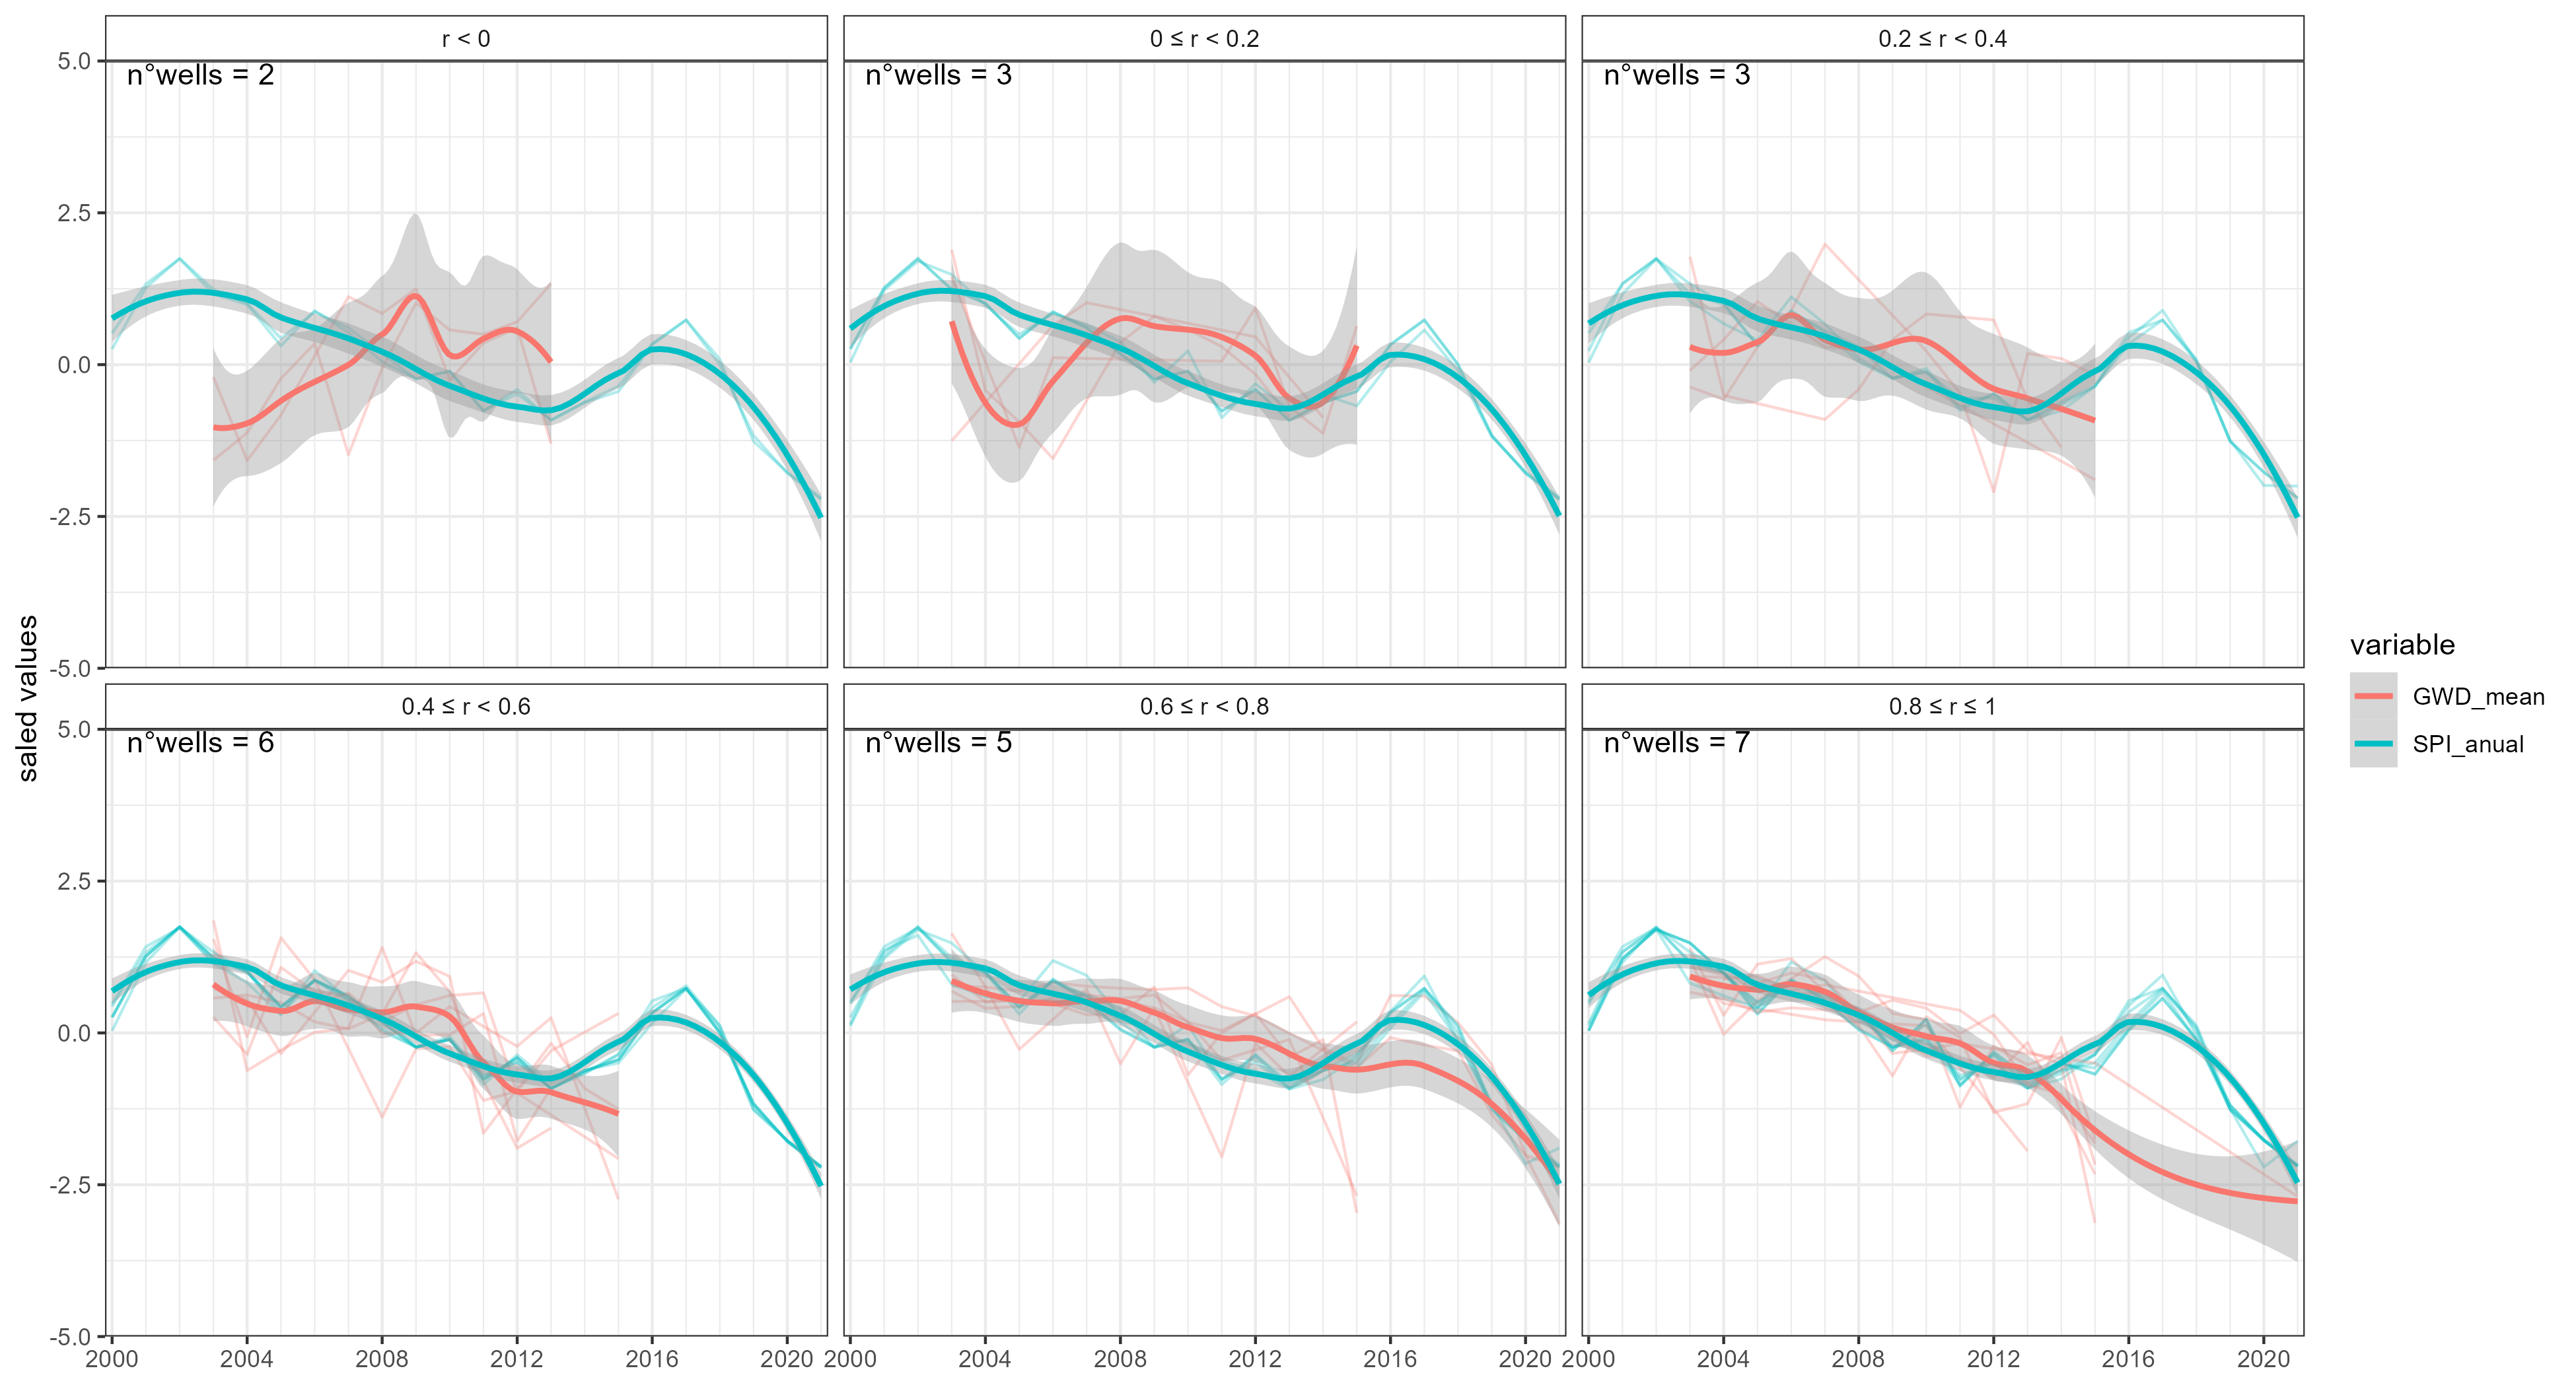 r < 0
0 ≤ r < 0.2
0.2 ≤ r < 0.4
n°wells = 2
n°wells = 3
n°wells = 3
5.0
2.5
0.0
-2.5
-5.0
0.4 ≤ r < 0.6
0.6 ≤ r < 0.8
0.8 ≤ r ≤ 1
n°wells = 6
n°wells = 5
n°wells = 7
5.0
2.5
0.0
-2.5
-5.0
2000 2004 2008 2012 2016 2020
2000 2004 2008 2012 2016 2020
2000 2004 2008 2012 2016 2020
saled values
variable
GWD_mean
SPI_anual